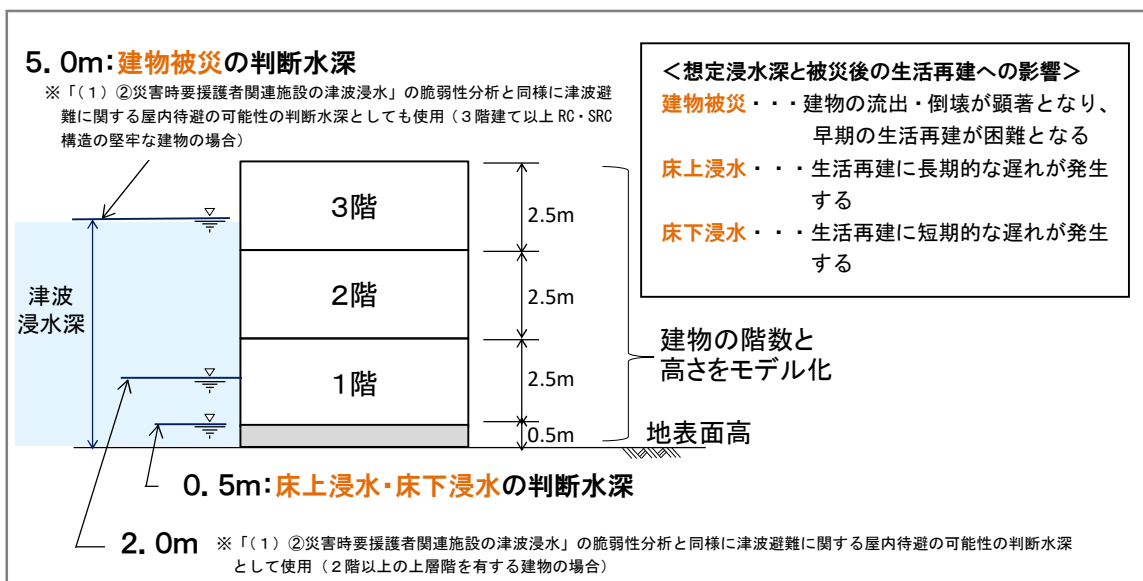 5．0m：建物被災の判断水深
※「（１）②災害時要援護者関連施設の津波浸水」の脆弱性分析と同様に津波避
難に関する屋内待避の可能性の判断水深としても使用（３階建て以上 RC・SRC
構造の堅牢な建物の場合）
＜想定浸水深と被災後の生活再建への影響＞
建物被災・・・建物の流出・倒壊が顕著となり、
早期の生活再建が困難となる
床上浸水・・・生活再建に長期的な遅れが発生
する
床下浸水・・・生活再建に短期的な遅れが発生
する
3階
2.5m
2階
2.5m
1階
2.5m
0.5m
津波
浸水深
建物の階数と
高さをモデル化
地表面高
0．5m：床上浸水・床下浸水の判断水深
2．0m
※「（１）②災害時要援護者関連施設の津波浸水」の脆弱性分析と同様に津波避難に関する屋内待避の可能性の判断水深
として使用（２階以上の上層階を有する建物の場合）